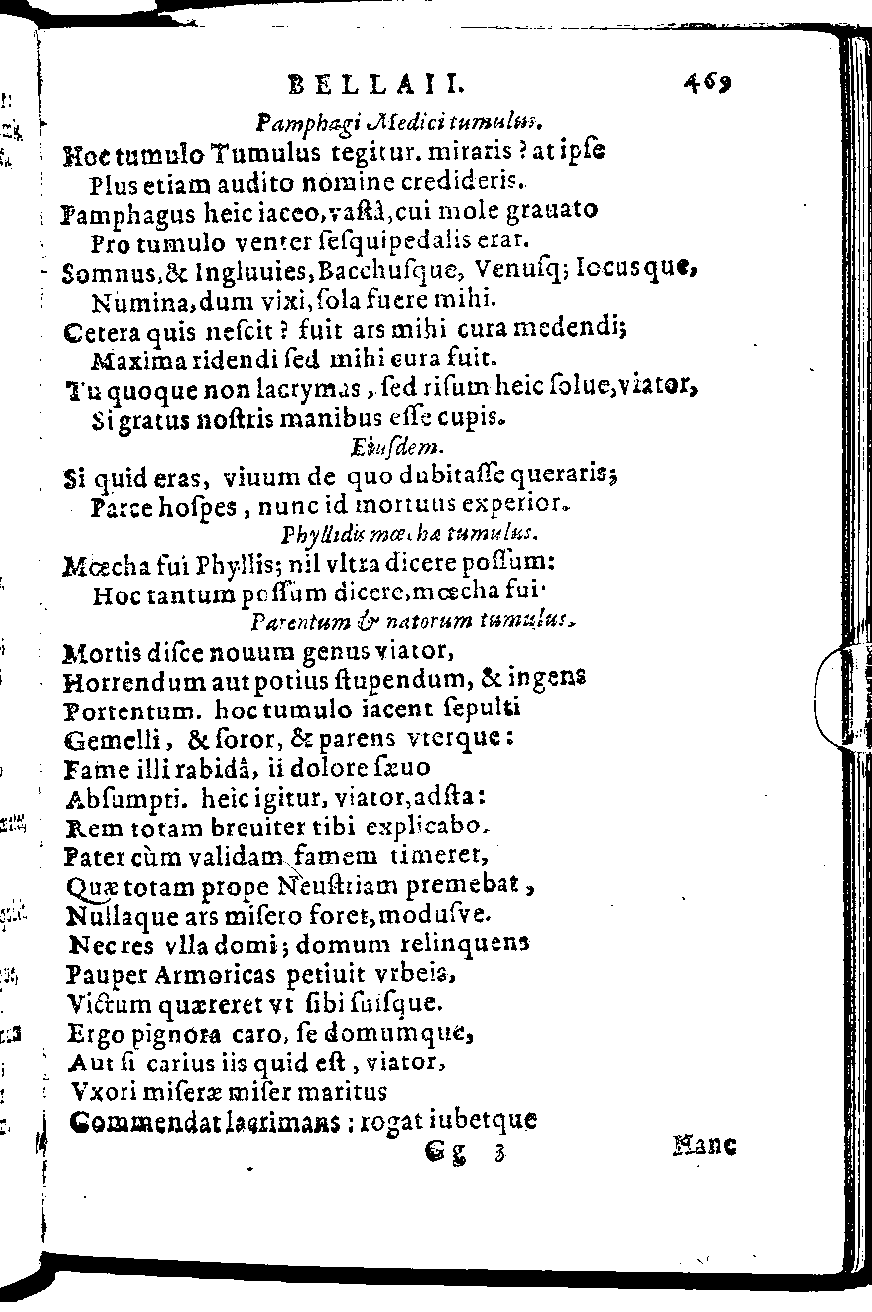 BELLAII. 469
Pamphagi Medici tumulus.
Hoc tumulo Tumulus tegitur. miraris? at ipſe
Plus etiam audito nomine credideris.
Pamphagus heic iaceo, vaſtâ, cui mole grauato
Pro tumulo venter ſeſquipedalis erat.
Somnus, & Ingluuies, Bacchuſque, Venuſq; Iocusque,
Numina, dum vixi, ſola fuere mihi.
Cetera quis neſcit? fuit ars mihi cura medendi;
Maxima ridendi ſed mihi cura fuit.
Tu quoque non lacrymas, ſed riſum heic ſolue, viator,
Si gratus noſtris manibus eſſe cupis.
Eiuſdem.
Si quid eras, viuum de quo dubitaſſe queraris;
Parce hoſpes, nunc id mortuus experior.
Phyllidis mœchæ tumulus.
Mœcha fui Phyllis; nil vltra dicere poſſum:
Hoc tantum poſſum dicere, mœcha fui.
Parentum & natorum tumulus.
Mortis diſce nouum genus viator,
Horrendum aut potius ſtupendum, & ingens
Portentum. hoc tumulo iacent ſepulti
Gemelli, & ſoror, & parens vterque:
Fame illi rabidâ, ii dolore ſæuo
Abſumpti. heic igitur, viator, adſta:
Rem totam breuiter tibi explicabo.
Pater cùm validam famem timeret,
Quæ totam prope Neuſtriam premebat,
Nullaque ars miſero foret, moduſve.
Nec res vlla domi; domum relinquens
Pauper Armoricas petiuit vrbeis,
Victum quæreret vt ſibi ſuiſque.
Ergo pignora caro, ſe domumque,
Aut ſi carius iis quid eſt, viator,
Vxori miſeræ miſer maritus
Commendat lacrimans: rogat iubetque
Gg 3 Hanc